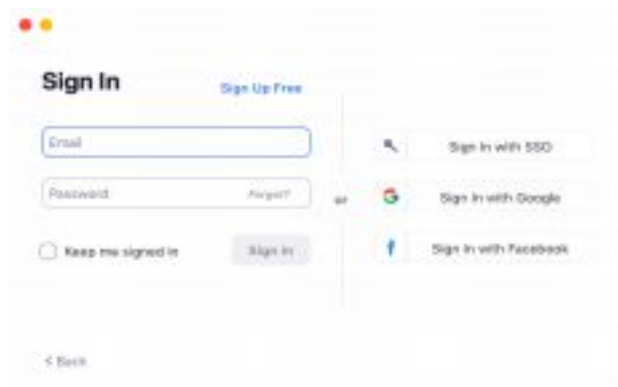 Sign In
Sign Up Free
Email
Password
Forgot?
Keep me signed in
Sign In
or
Sign In with SSO
Sign In with Google
Sign In with Facebook
< Back